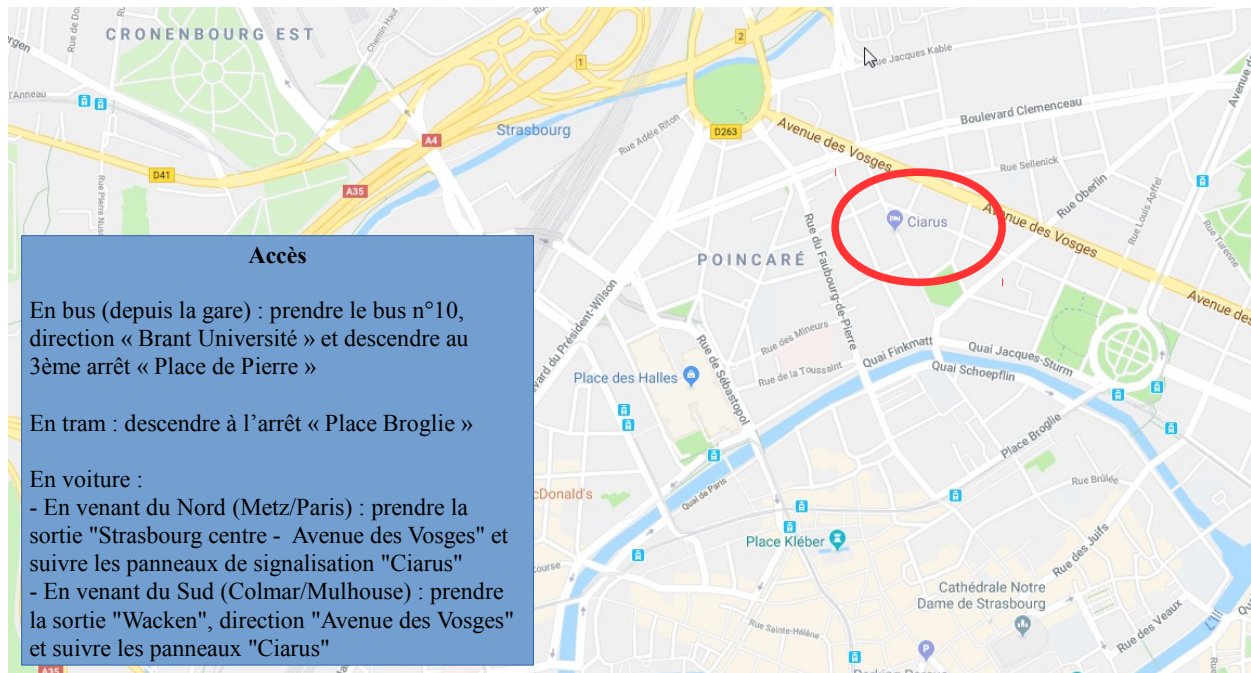 CRONENBOURG EST
Rue Jacques Kable
Boulevard Clemenceau
Strasbourg
Rue Adèle Riton
D263
Avenue des Vosges
Rue Sellenick
Rue Oberlin
Rue Louis Apffel
Rue Turenne
A4
1
2
D41
A35
l'Anneau
Ciarus
Avenue des Vosges
POINCARÉ
Rue du Faubourg-de-Pierre
Avenue des
Rue des Mineurs
Rue de la Toussaint
Quai Finkmatt
Quai Jacques-Sturm
Quai Schoepflin
Place des Halles
Rue de Sébastopol
Place Broglie
Rue Brûlée
Quai de Paris
cDonald's
Place Kléber
Rue des Juifs
Cathédrale Notre
Dame de Strasbourg
Rue des Veaux
Rue Sainte-Hélène
P
A35
Accès
En bus (depuis la gare) : prendre le bus n°10,
direction « Brant Université » et descendre au
3ème arrêt « Place de Pierre »
En tram : descendre à l’arrêt « Place Broglie »
En voiture :
- En venant du Nord (Metz/Paris) : prendre la
sortie "Strasbourg centre - Avenue des Vosges" et
suivre les panneaux de signalisation "Ciarus"
- En venant du Sud (Colmar/Mulhouse) : prendre
la sortie "Wacken", direction "Avenue des Vosges"
et suivre les panneaux "Ciarus"